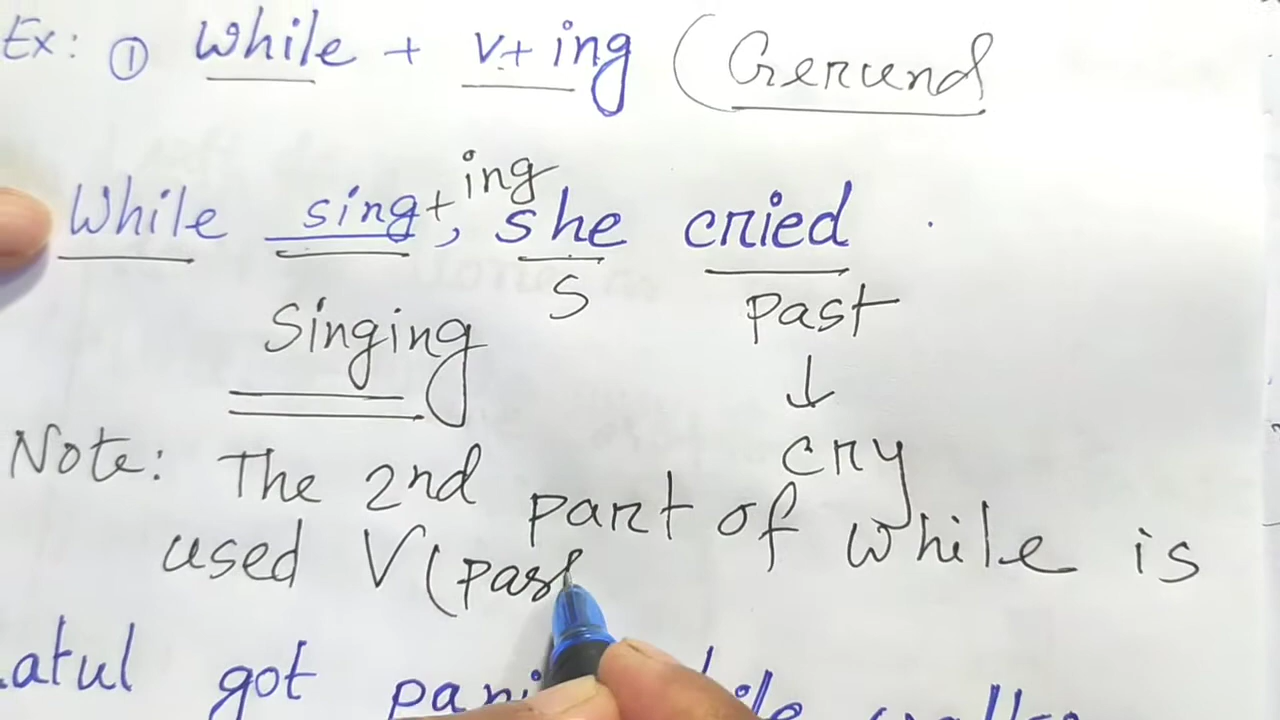 Ex: ① While + v+ing (Gerund
While sing+ing, she cried.
S past
Singing ↓
cry
Note: The 2nd part of while is
used V(past
atul got